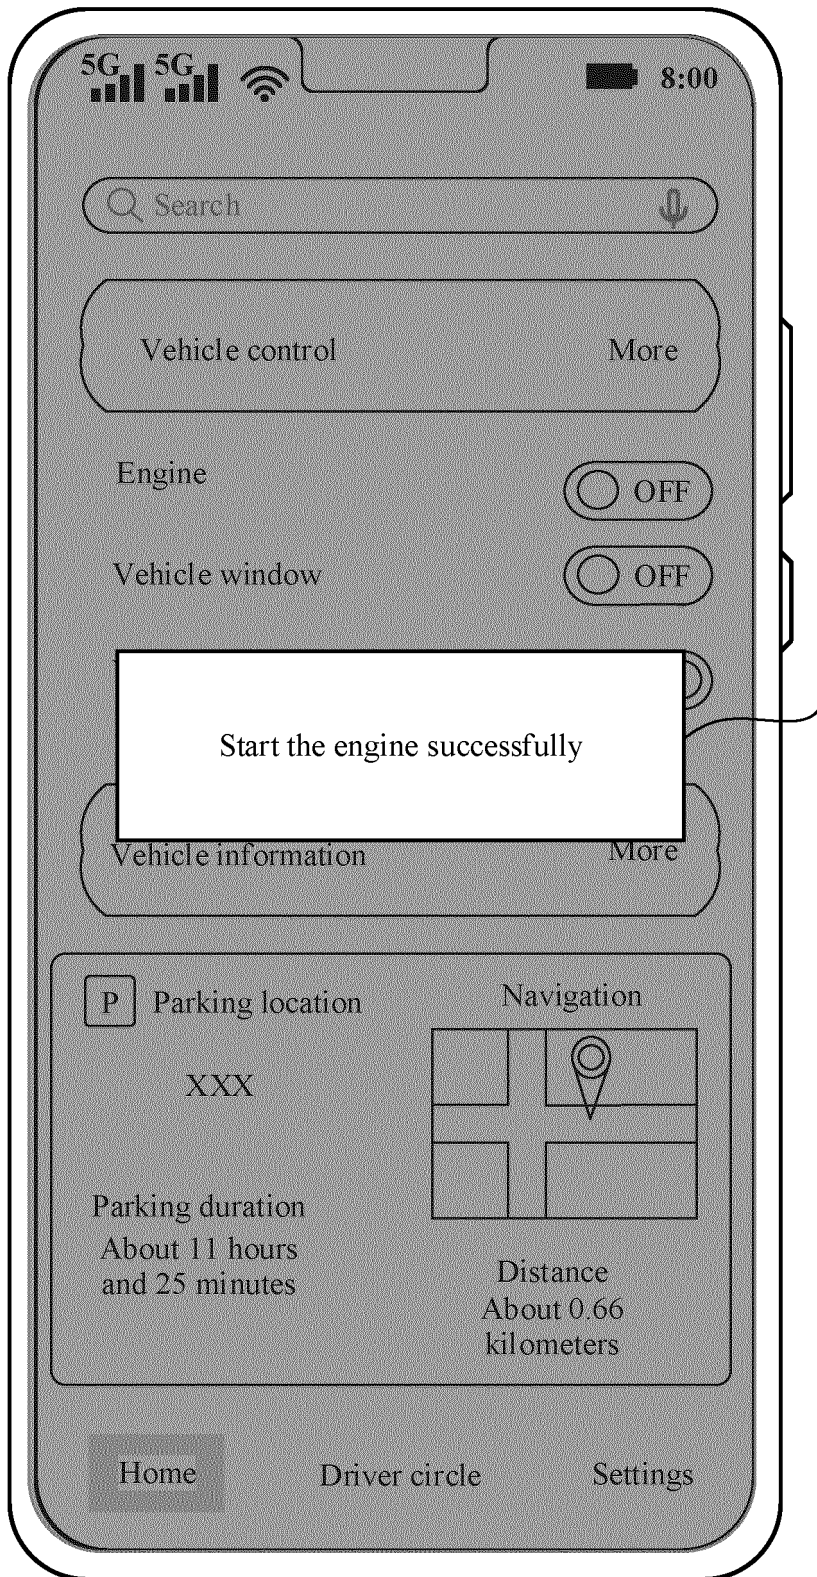 5G 5G 8:00
Search
Vehicle control More
Engine OFF
Vehicle window OFF
Start the engine successfully
Vehicle information More
P Parking location Navigation
XXX
Parking duration
About 11 hours
and 25 minutes
Distance
About 0.66
kilometers
Home Driver circle Settings